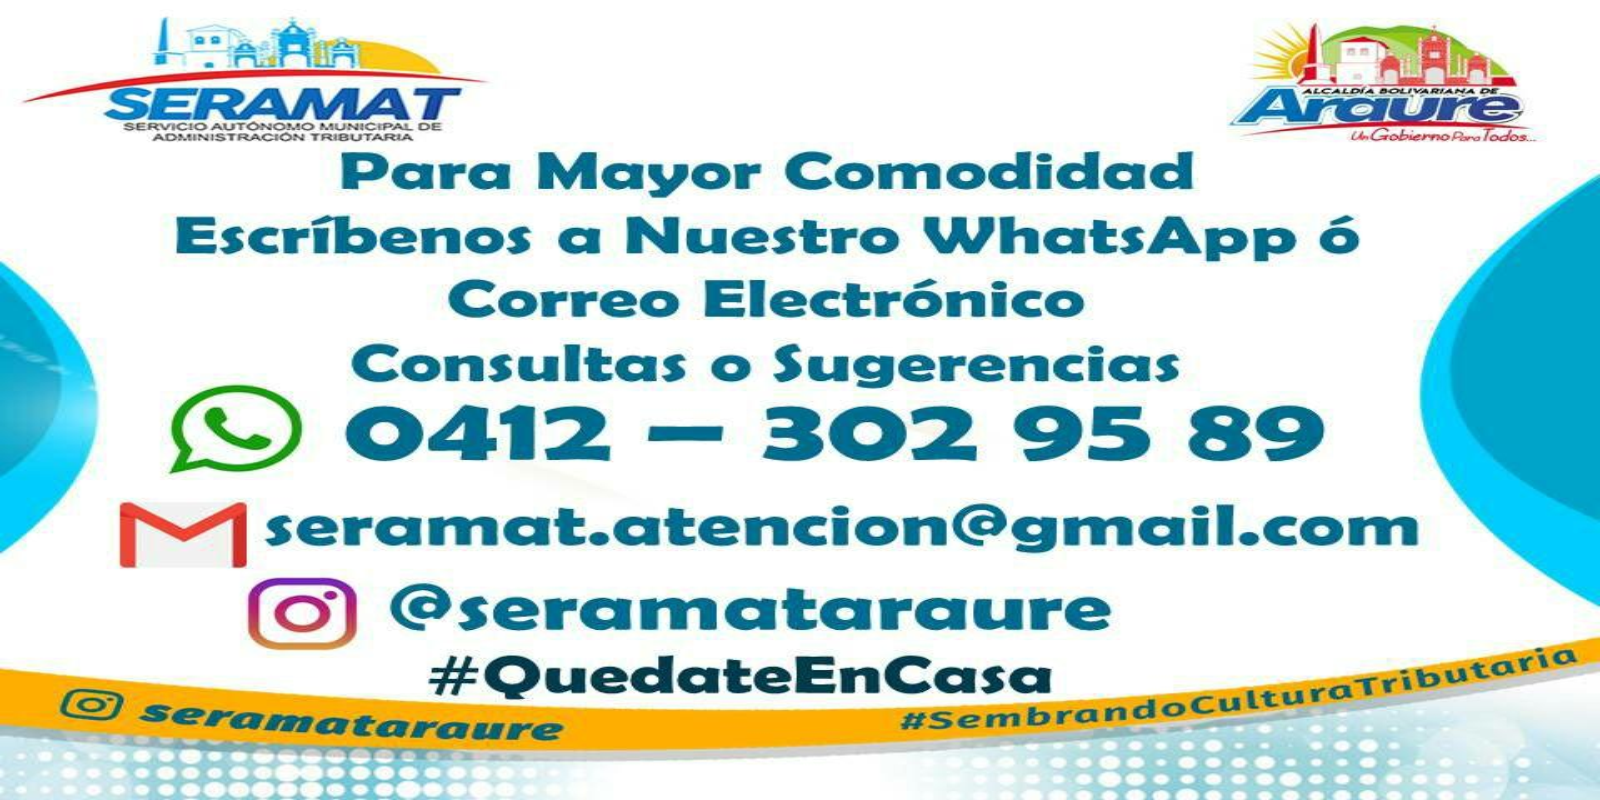 SERAMAT
SERVICIO AUTÓNOMO MUNICIPAL DE
ADMINISTRACIÓN TRIBUTARIA
ALCALDÍA BOLIVARIANA DE
Araure
Un Gobierno Para Todos...
Para Mayor Comodidad
Escríbenos a Nuestro WhatsApp ó
Correo Electrónico
Consultas o Sugerencias
0412 – 302 95 89
seramat.atencion@gmail.com
@seramataraure
#QuedateEnCasa
seramataraure
#SembrandoCulturaTributaria